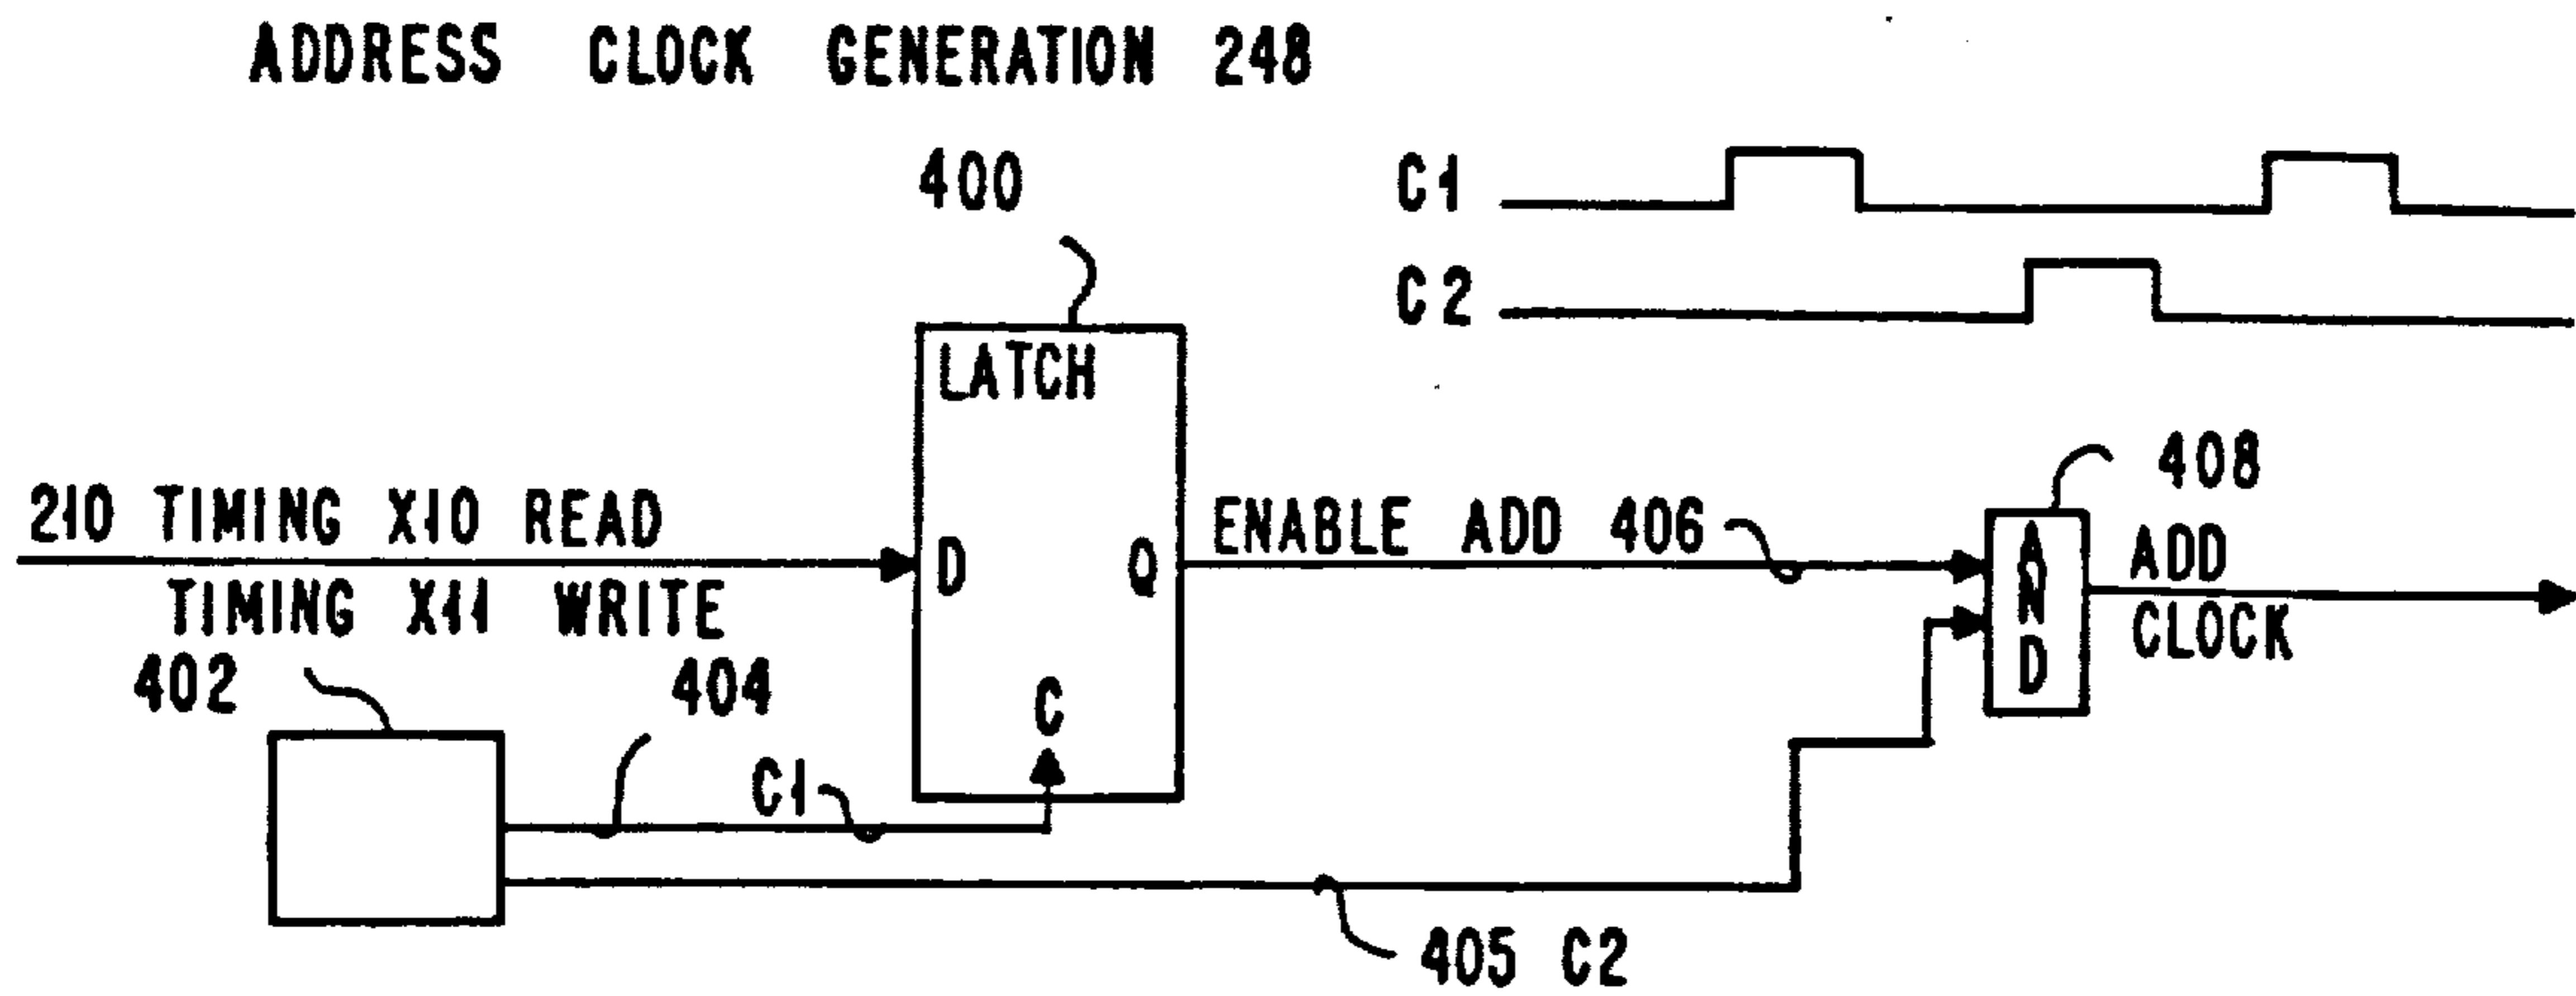 ADDRESS CLOCK GENERATION 248
400
C1
C2
LATCH
408
210 TIMING X10 READ
TIMING X11 WRITE
D
Q
ENABLE ADD 406
AND
ADD
CLOCK
402
404
C
C1
405 C2